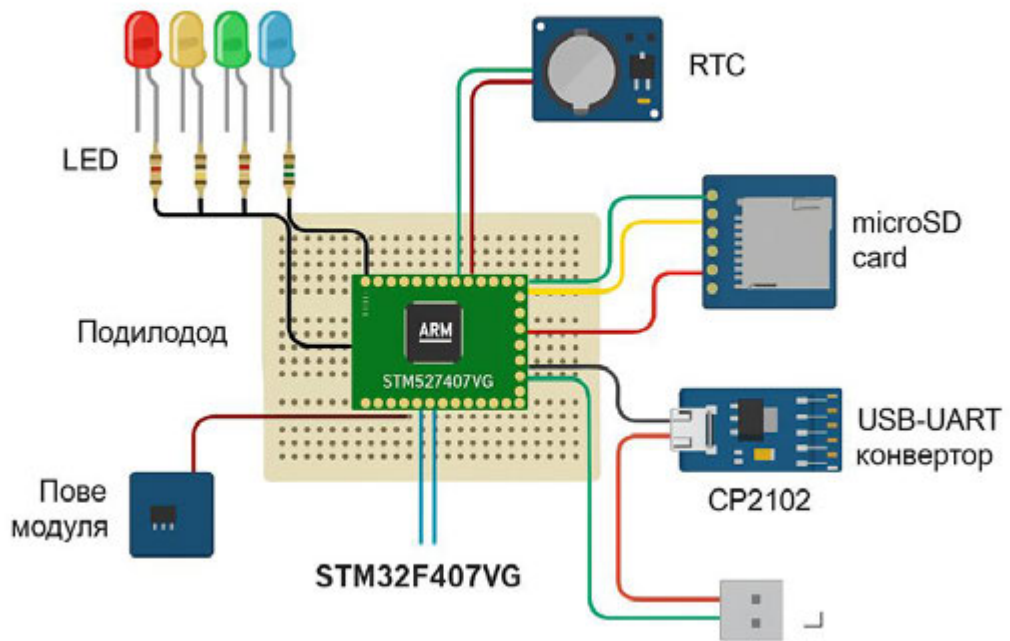 RTC
LED
microSD
card
Подилодод
ARM
STM527407VG
USB-UART
конвертор
CP2102
Пове
модуля
STM32F407VG